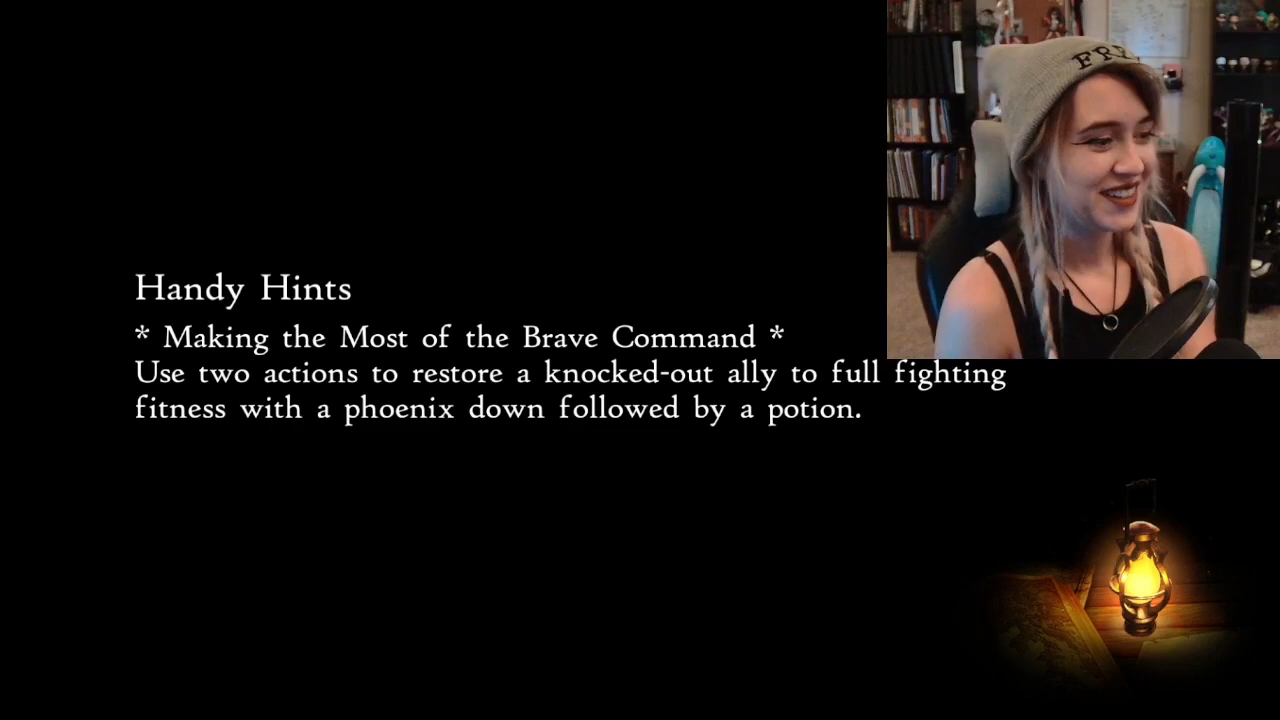 Handy Hints
* Making the Most of the Brave Command *
Use two actions to restore a knocked-out ally to full fighting
fitness with a phoenix down followed by a potion.